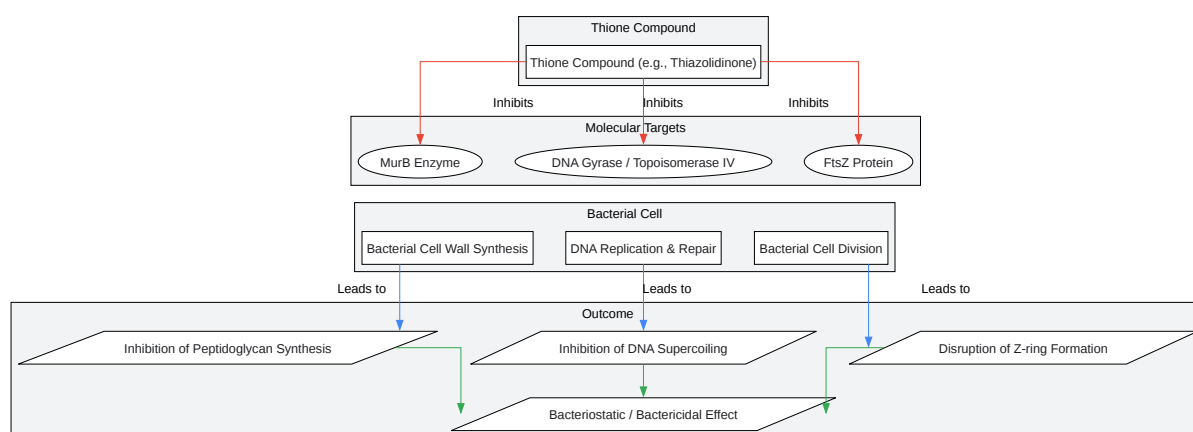 Thione Compound
Thione Compound (e.g., Thiazolidinone)
Inhibits
Inhibits
Inhibits
Molecular Targets
MurB Enzyme
DNA Gyrase / Topoisomerase IV
FtsZ Protein
Bacterial Cell
Bacterial Cell Wall Synthesis
DNA Replication & Repair
Bacterial Cell Division
Leads to
Leads to
Leads to
Outcome
Inhibition of Peptidoglycan Synthesis
Inhibition of DNA Supercoiling
Disruption of Z-ring Formation
Bacteriostatic / Bactericidal Effect